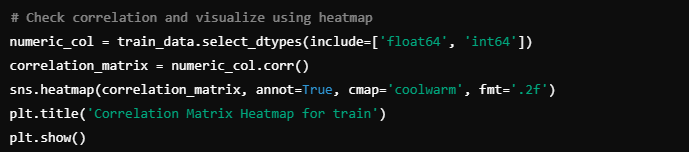 # Check correlation and visualize using heatmap
numeric_col = train_data.select_dtypes(include=['float64', 'int64'])
correlation_matrix = numeric_col.corr()
sns.heatmap(correlation_matrix, annot=True, cmap='coolwarm', fmt='.2f')
plt.title('Correlation Matrix Heatmap for train')
plt.show()